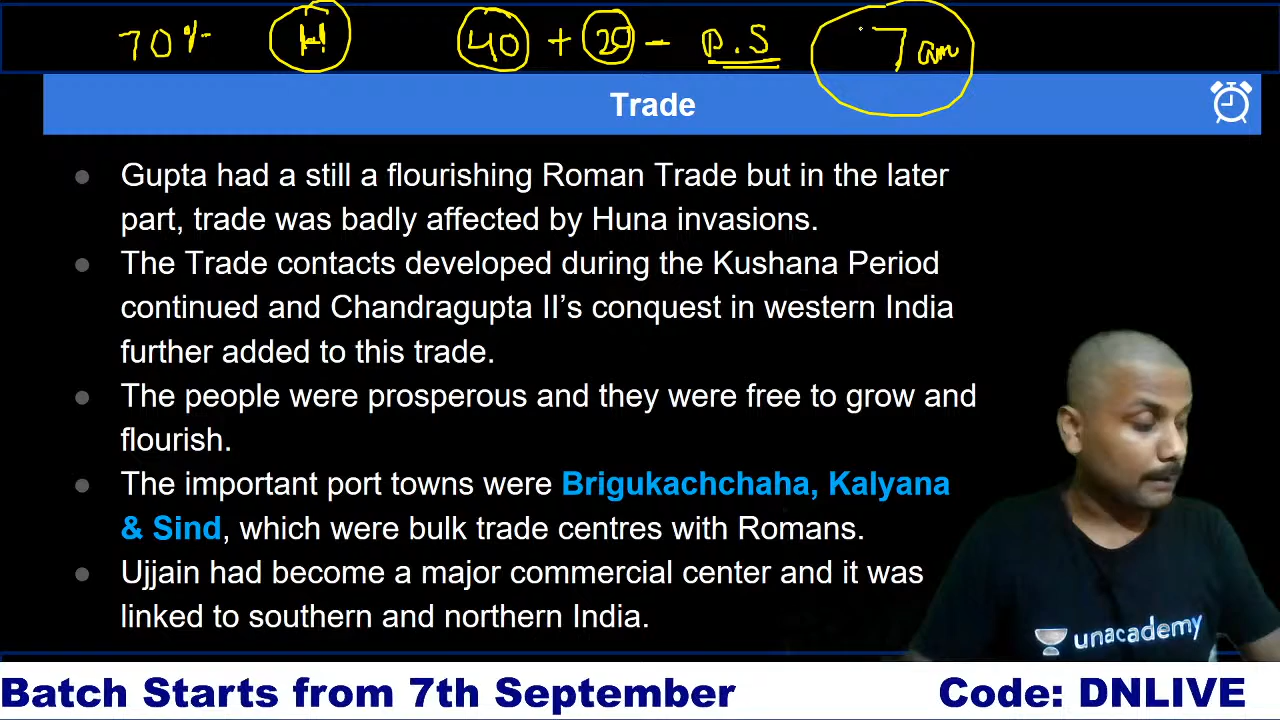 70% H 40 + 20 - P.S 7 am
Trade
Gupta had a still a flourishing Roman Trade but in the later
part, trade was badly affected by Huna invasions.
The Trade contacts developed during the Kushana Period
continued and Chandragupta II’s conquest in western India
further added to this trade.
The people were prosperous and they were free to grow and
flourish.
The important port towns were Brigukachchaha, Kalyana
& Sind, which were bulk trade centres with Romans.
Ujjain had become a major commercial center and it was
linked to southern and northern India.
unacademy
Batch Starts from 7th September Code: DNLIVE